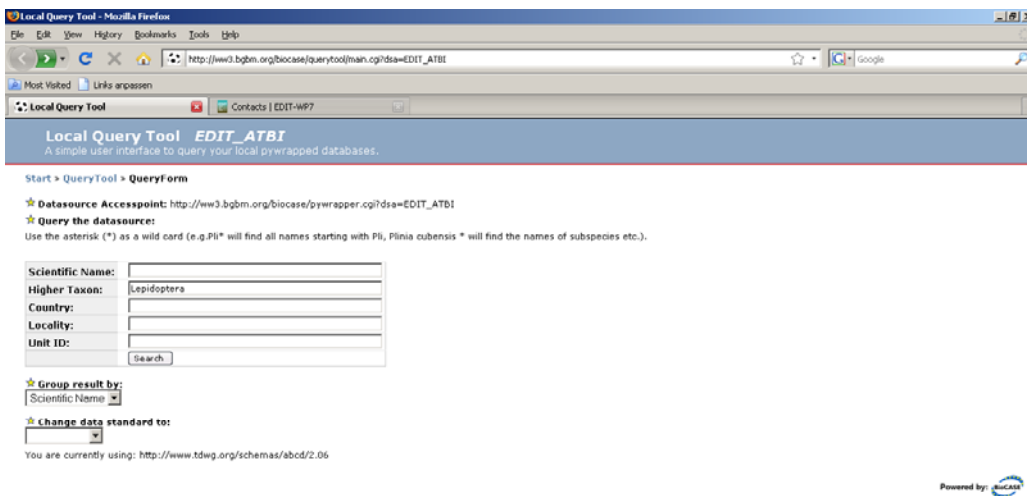 Local Query Tool - Mozilla Firefox
File Edit View History Bookmarks Tools Help
http://ww3.bgbm.org/biocase/querytool/main.cgi?dsa=EDIT_ATBI Google
Most Visited Links anpassen
Local Query Tool Contacts | EDIT-WP7
Local Query Tool EDIT_ATBI
A simple user interface to query your local pywrapped databases.
Start > QueryTool > QueryForm
Datasource Accesspoint: http://ww3.bgbm.org/biocase/pywrapper.cgi?dsa=EDIT_ATBI
Query the datasource:
Use the asterisk (*) as a wild card (e.g.Pli* will find all names starting with Pli, Plinia cubensis * will find the names of subspecies etc.).
Scientific Name:
Higher Taxon: Lepidoptera
Country:
Locality:
Unit ID:
Search
Group result by:
Scientific Name
Change data standard to:
You are currently using: http://www.tdwg.org/schemas/abcd/2.06
Powered by: BioCASE